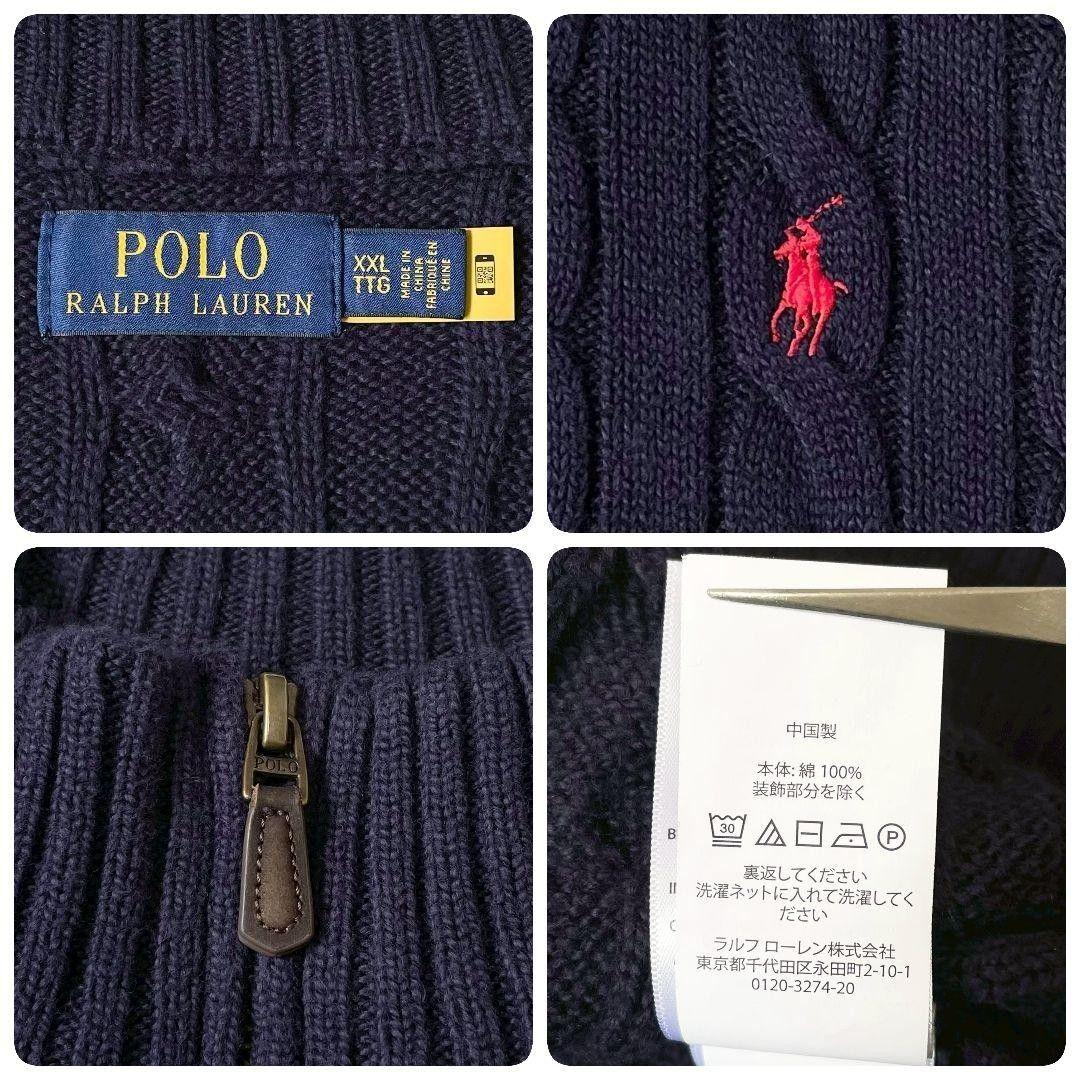 POLO
RALPH LAUREN
XXL
TTG
MADE IN
CHINA
FABRIQUÉ EN
CHINE
POLO
中国製
本体: 綿 100%
装飾部分を除く
30
P
裏返してください
洗濯ネットに入れて洗濯してく
ださい
ラルフ ローレン株式会社
東京都千代田区永田町2-10-1
0120-3274-20